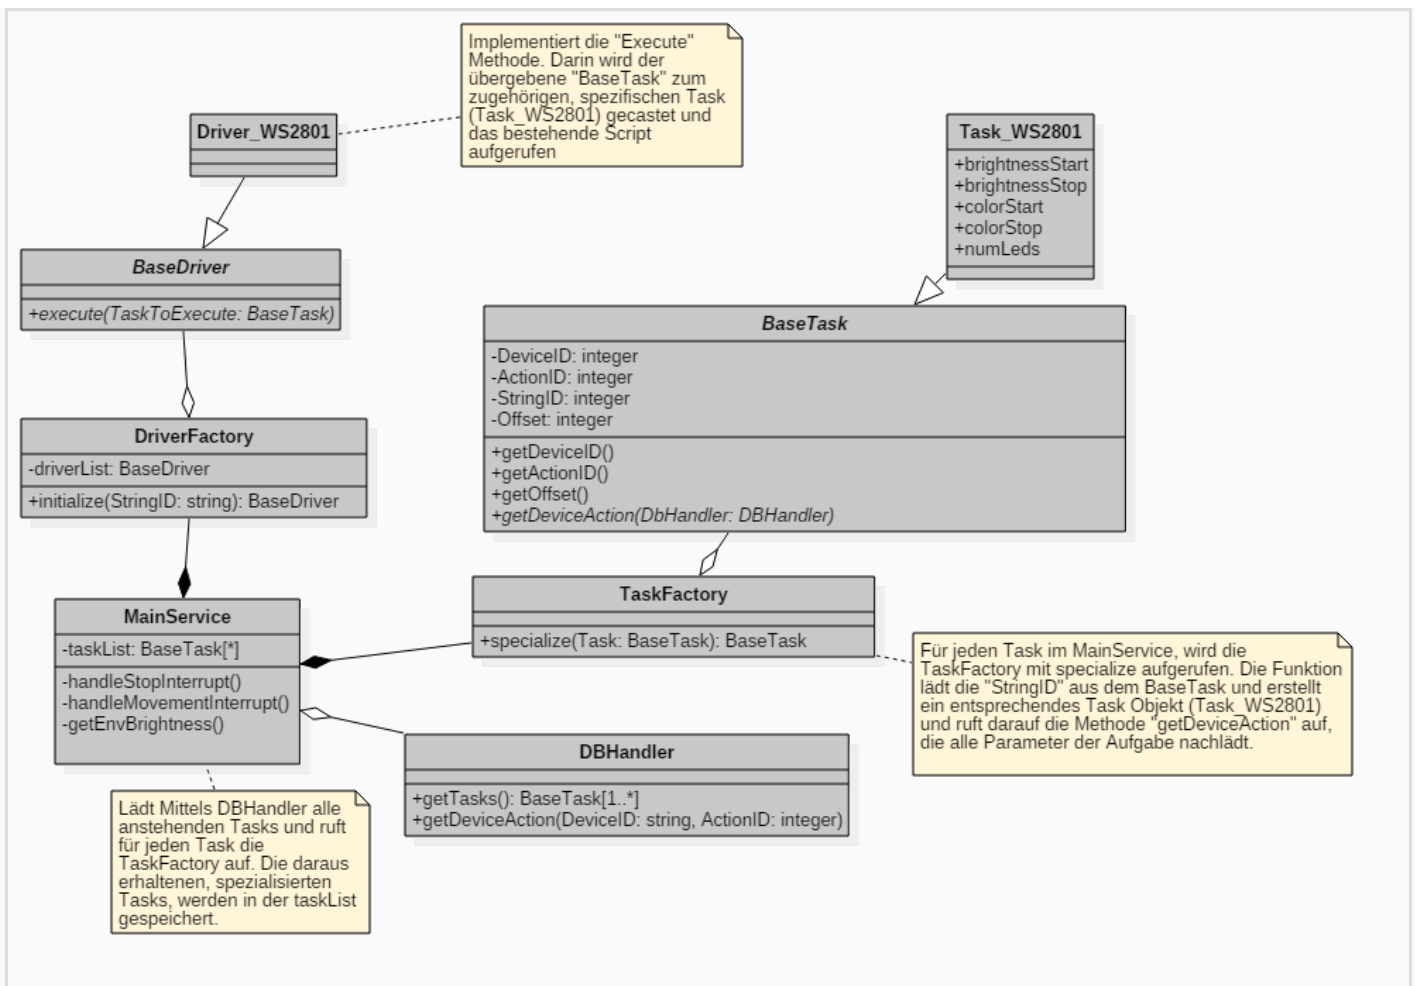 Implementiert die "Execute"
Methode. Darin wird der
übergebene "BaseTask" zum
zugehörigen, spezifischen Task
(Task_WS2801) gecastet und
das bestehende Script
aufgerufen
Driver_WS2801
Task_WS2801
+brightnessStart
+brightnessStop
+colorStart
+colorStop
+numLeds
BaseDriver
+execute(TaskToExecute: BaseTask)
BaseTask
-DeviceID: integer
-ActionID: integer
-StringID: integer
-Offset: integer
+getDeviceID()
+getActionID()
+getOffset()
+getDeviceAction(DbHandler: DBHandler)
DriverFactory
-driverList: BaseDriver
+initialize(StringID: string): BaseDriver
MainService
-taskList: BaseTask[*]
-handleStopInterrupt()
-handleMovementInterrupt()
-getEnvBrightness()
TaskFactory
+specialize(Task: BaseTask): BaseTask
Für jeden Task im MainService, wird die
TaskFactory mit specialize aufgerufen. Die Funktion
lädt die "StringID" aus dem BaseTask und erstellt
ein entsprechendes Task Objekt (Task_WS2801)
und ruft darauf die Methode "getDeviceAction" auf,
die alle Parameter der Aufgabe nachlädt.
DBHandler
+getTasks(): BaseTask[1..*]
+getDeviceAction(DeviceID: string, ActionID: integer)
Lädt Mittels DBHandler alle
anstehenden Tasks und ruft
für jeden Task die
TaskFactory auf. Die daraus
erhaltenen, spezialisierten
Tasks, werden in der taskList
gespeichert.